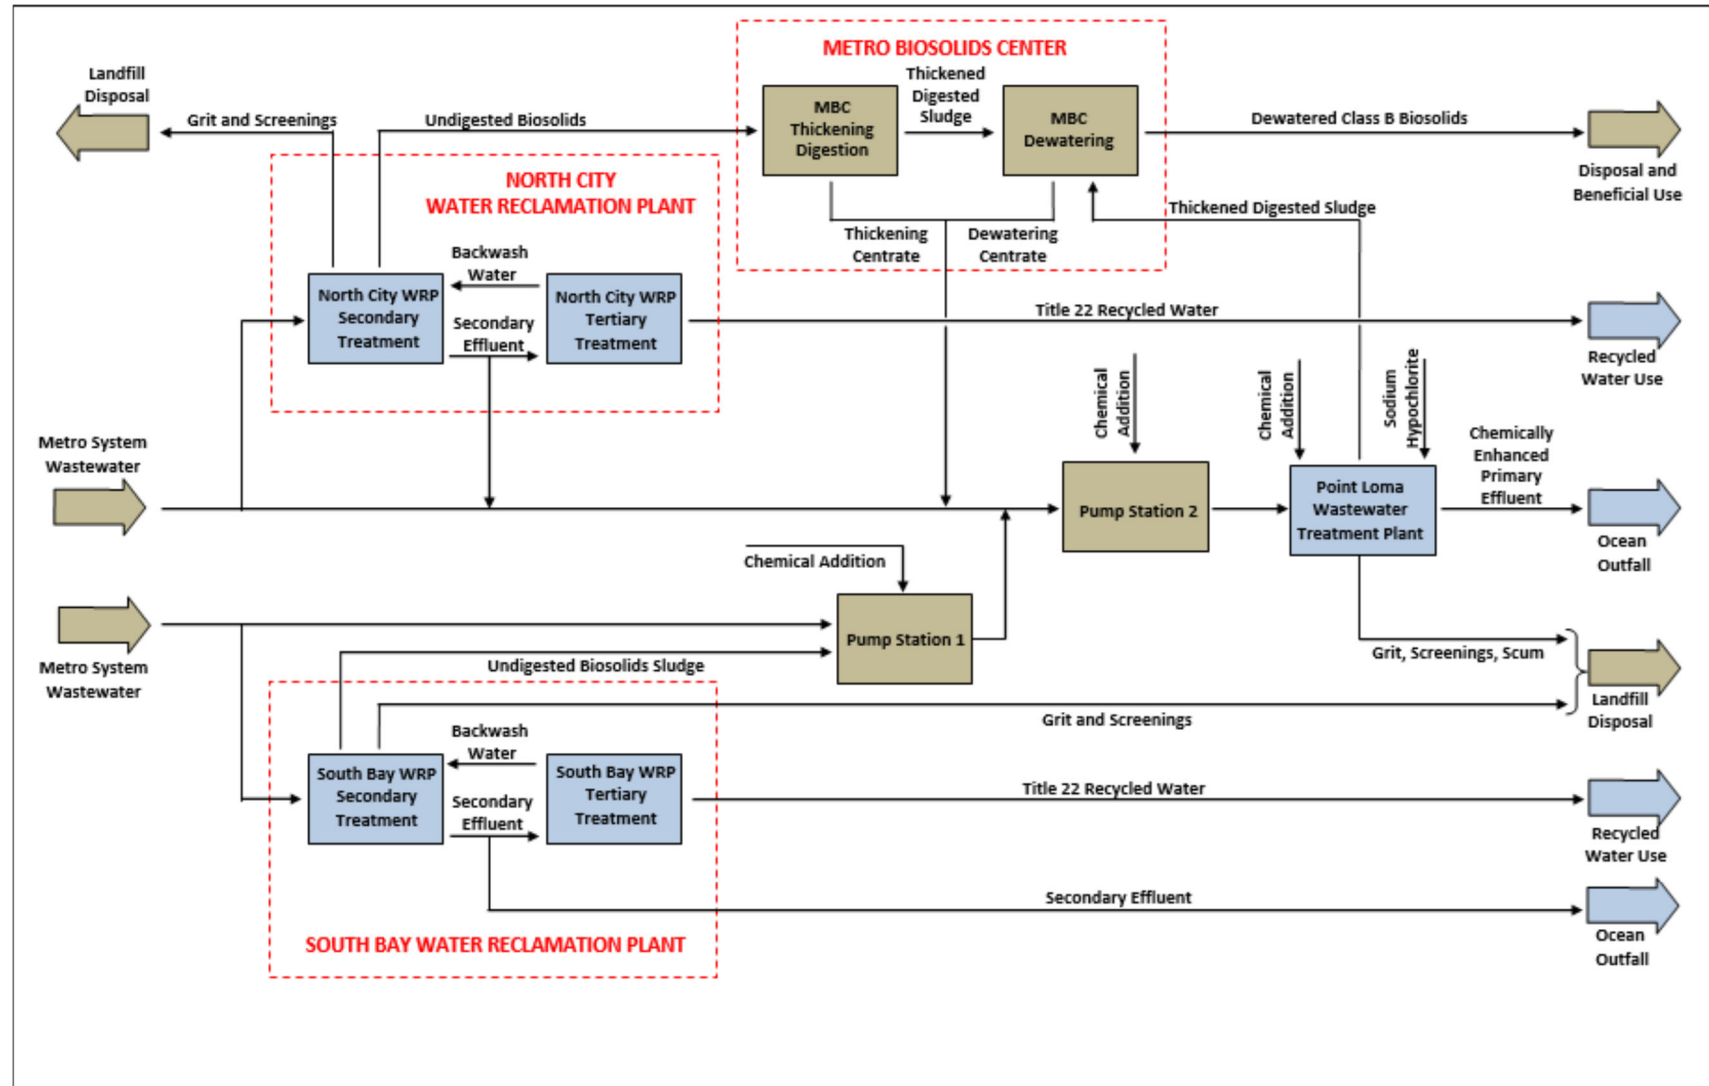 METRO BIOSOLIDS CENTER
Landfill
Disposal
Grit and Screenings
Undigested Biosolids
MBC
Thickening
Digestion
Thickened
Digested
Sludge
MBC
Dewatering
Dewatered Class B Biosolids
Disposal and
Beneficial Use
NORTH CITY
WATER RECLAMATION PLANT
Thickening
Centrate
Dewatering
Centrate
Thickened Digested Sludge
Backwash
Water
North City WRP
Secondary
Treatment
Secondary
Effluent
North City WRP
Tertiary
Treatment
Title 22 Recycled Water
Recycled
Water Use
Chemical
Addition
Chemical
Addition
Sodium
Hypochlorite
Metro System
Wastewater
Pump Station 2
Point Loma
Wastewater
Treatment Plant
Chemically
Enhanced
Primary
Effluent
Ocean
Outfall
Chemical Addition
Pump Station 1
Metro System
Wastewater
Undigested Biosolids Sludge
Grit, Screenings, Scum
Grit and Screenings
Landfill
Disposal
Backwash
Water
South Bay WRP
Secondary
Treatment
Secondary
Effluent
South Bay WRP
Tertiary
Treatment
Title 22 Recycled Water
Recycled
Water Use
Secondary Effluent
Ocean
Outfall
SOUTH BAY WATER RECLAMATION PLANT